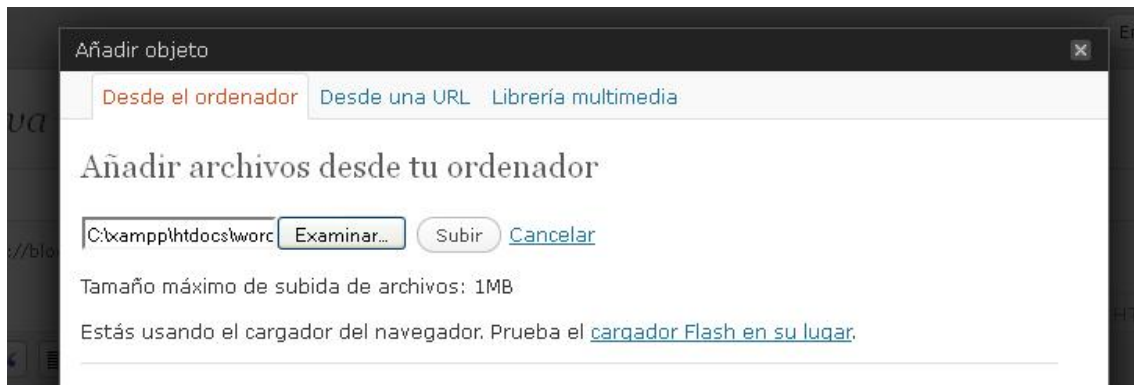 Añadir objeto
Desde el ordenador Desde una URL Librería multimedia
Añadir archivos desde tu ordenador
C:\xampp\htdocs\word Examinar... Subir Cancelar
Tamaño máximo de subida de archivos: 1MB
Estás usando el cargador del navegador. Prueba el cargador Flash en su lugar.